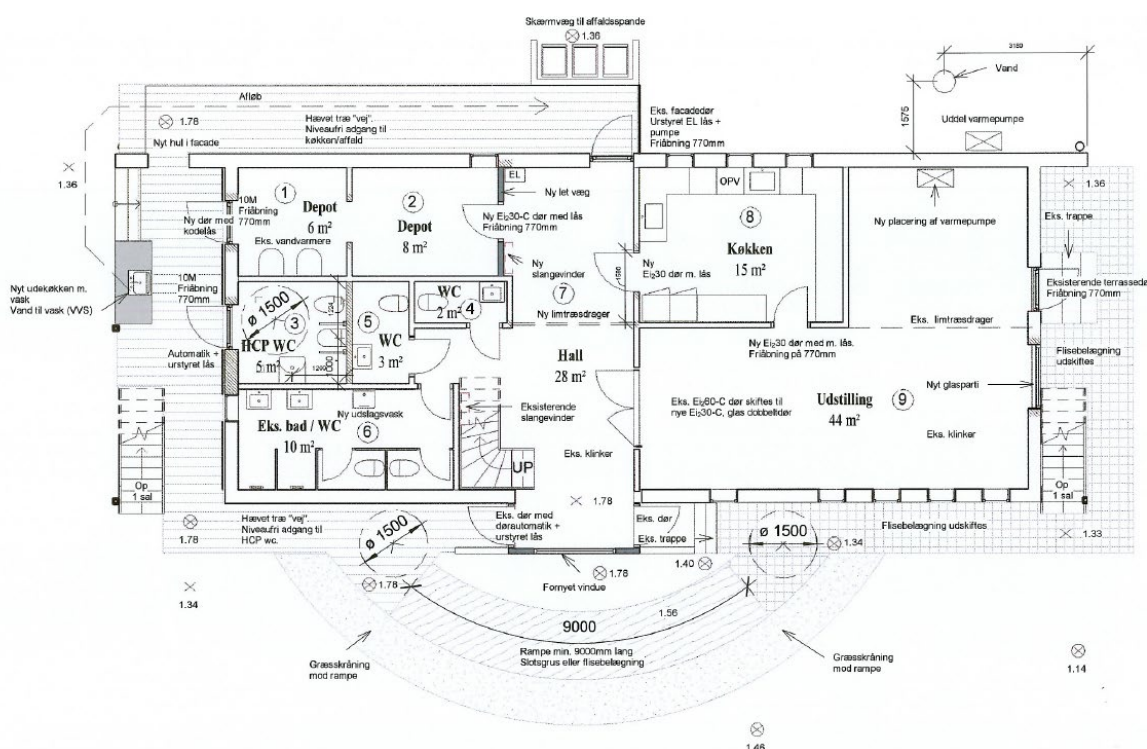 Skærmvæg til affaldsspande
1.36
3169
Vand
1575
Uddel varmepumpe
Afløb
1.78
Hævet træ "vej".
Niveaufri adgang til
køkken/affald
Nyt hul i facade
Eks. facadedør
Urstyret EL lås +
pumpe
Friåbning 770mm
1.36
EL
OPV
1.36
10M
Friåbning
770mm
Ny dør med
kodelås
1
Depot
6 m²
Eks. vandvarmere
2
Depot
8 m²
Ny let væg
Ny Ei₂30-C dør med lås
Friåbning 770mm
8
Køkken
15 m²
Ny placering af varmepumpe
Eks. trappe
Ny
slangevinder
Ny
Ei₂30 dør m. lås
Nyt udekøkken m.
vask
Vand til vask (VVS)
10M
Friåbning
770mm
Eksisterende terrassedø
Friåbning 770mm
ø 1500
3
HCP WC
5 m²
5
WC
3 m²
WC
2 m²
4
7
Ny limtræsdrager
Eks. limtræsdrager
Automatik +
urstyret lås
Hall
28 m²
Ny Ei₂30 dør med m. lås.
Friåbning på 770mm
Flisebelægning
udskiftes
Nyt glasparti
Eks. Ei₂60-C dør skiftes til
nye Ei₂30-C, glas dobbeltdør
Udstilling
44 m²
9
Eksisterende
slangevinder
Ny udslagsvask
Eks. bad / WC
10 m²
6
Eks. klinker
Eks. klinker
UP
Op
1 sal
Op
1 sal
1.78
Hævet træ "vej".
Niveaufri adgang til
HCP wc.
1.78
ø 1500
Eks. dør med
dørautomatik +
urstyret lås
Eks. dør
Eks. trappe
ø 1500
Flisebelægning udskiftes
1.34
1.33
1.34
1.78
Fornyet vindue
1.78
1.40
1.56
9000
Rampe min. 9000mm lang
Slotsgrus eller flisebelægning
Græsskråning
mod rampe
Græsskråning
mod rampe
1.14
1.46